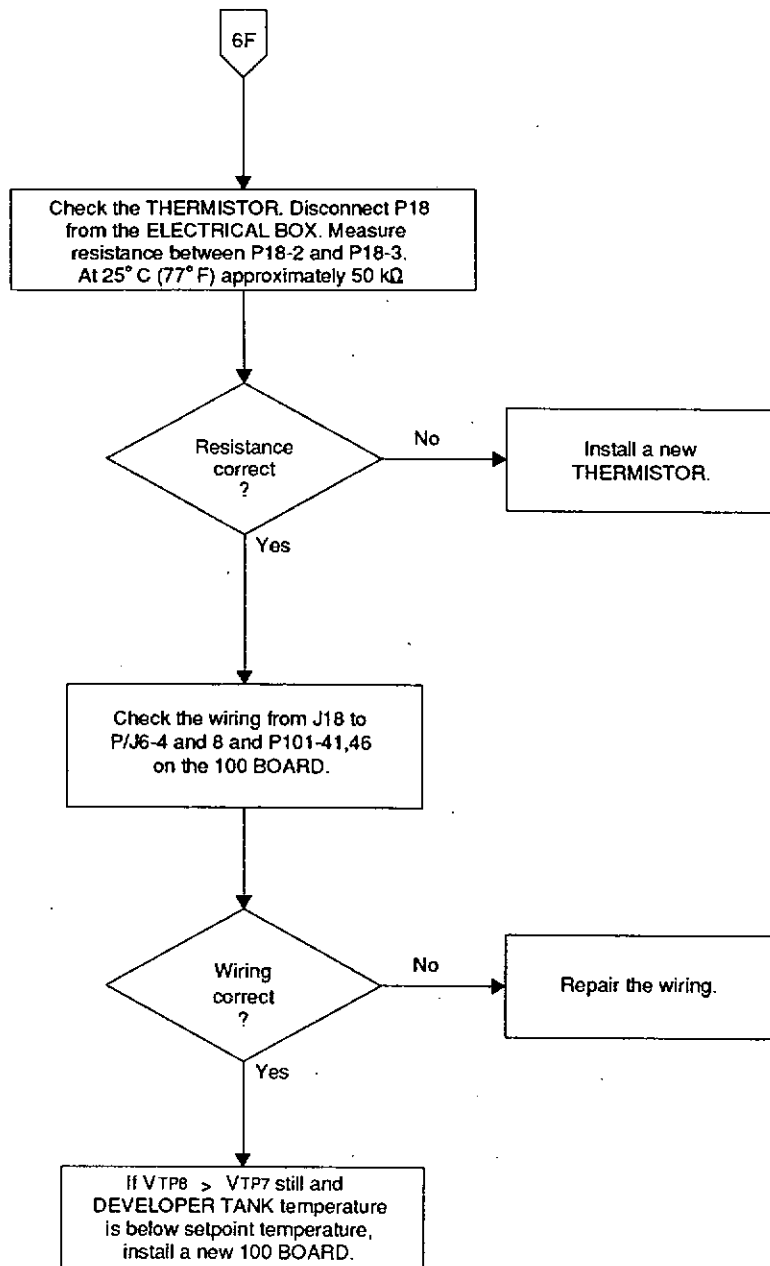 6F
Check the THERMISTOR. Disconnect P18
from the ELECTRICAL BOX. Measure
resistance between P18-2 and P18-3.
At 25° C (77° F) approximately 50 kΩ
Resistance
correct
?
No
Install a new
THERMISTOR.
Yes
Check the wiring from J18 to
P/J6-4 and 8 and P101-41,46
on the 100 BOARD.
Wiring
correct
?
No
Repair the wiring.
Yes
If VTP8 > VTP7 still and
DEVELOPER TANK temperature
is below setpoint temperature,
install a new 100 BOARD.